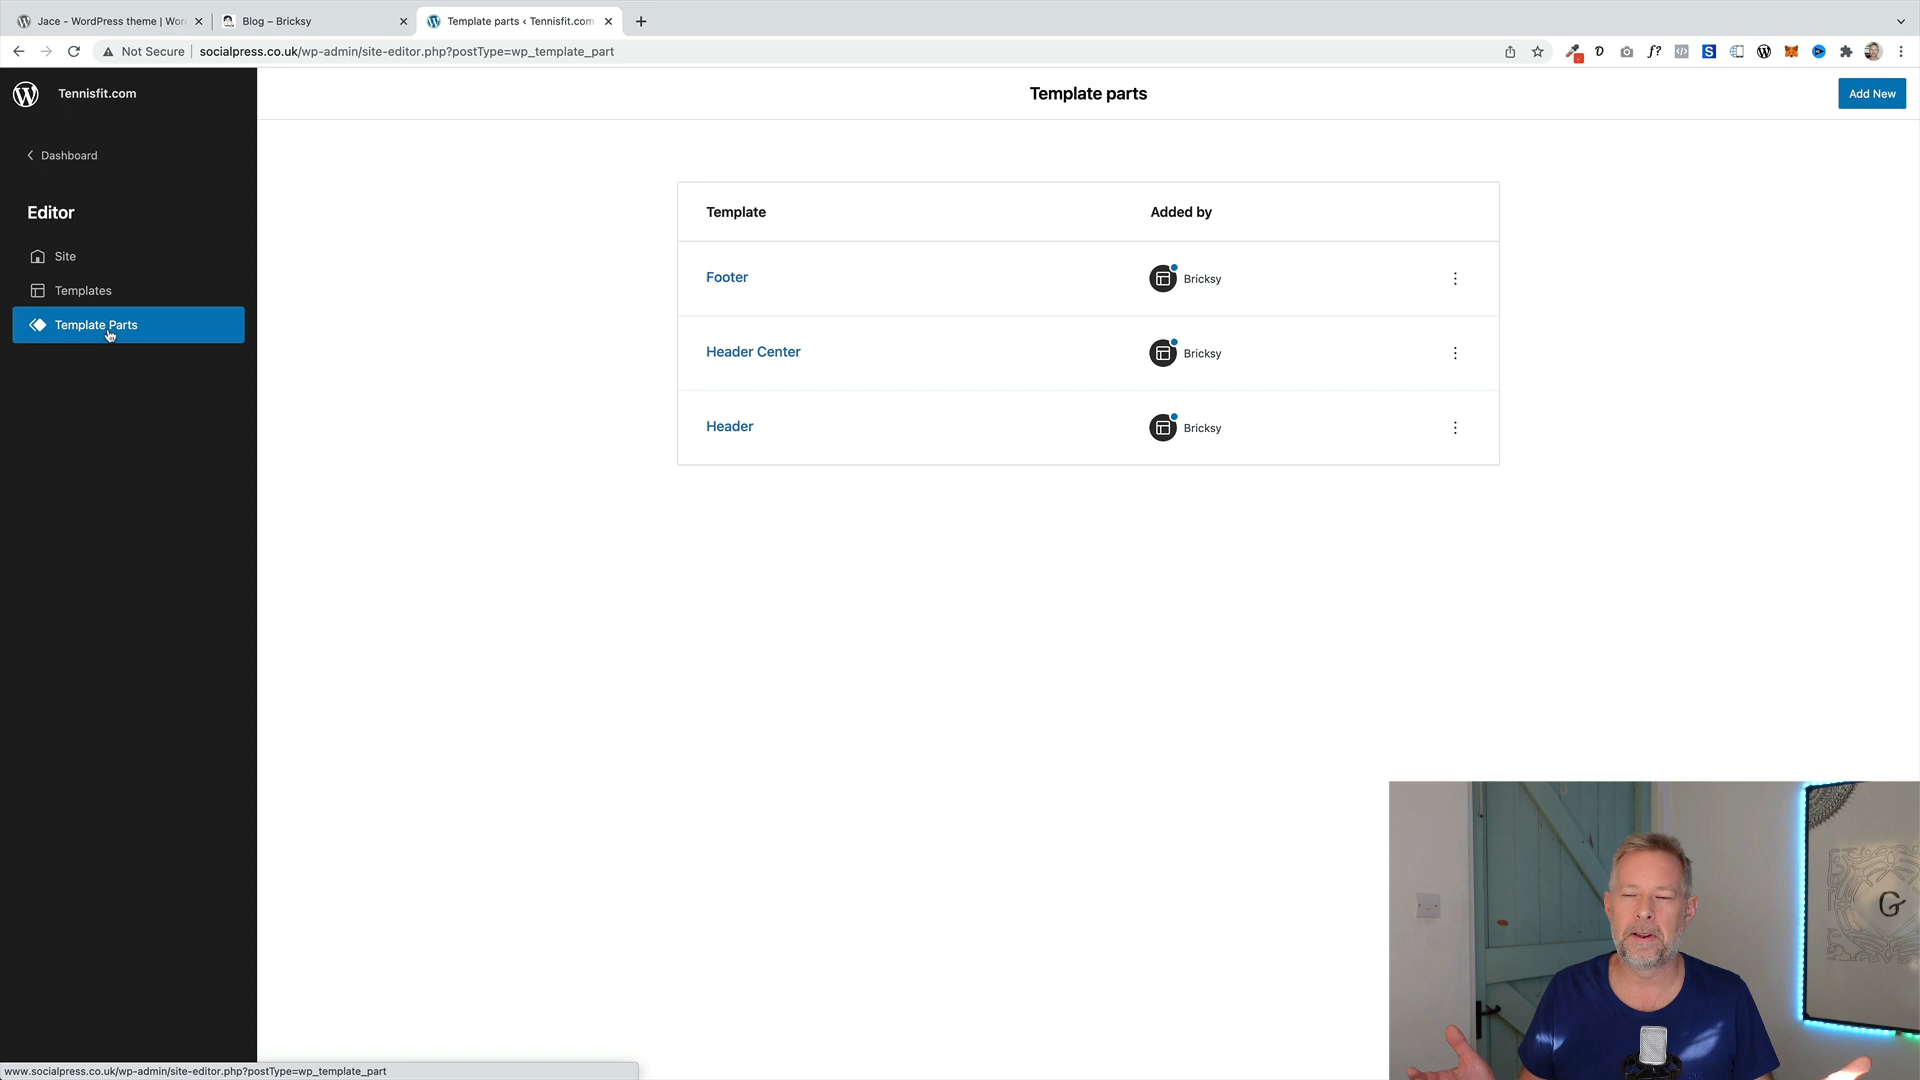 Jace - WordPress theme | Wor
Blog – Bricksy
Template parts ‹ Tennisfit.com
Not Secure
socialpress.co.uk/wp-admin/site-editor.php?postType=wp_template_part
Tennisfit.com
Template parts
Add New
Dashboard
Editor
Site
Templates
Template Parts
Template
Added by
Footer
Bricksy
Header Center
Bricksy
Header
Bricksy
G
www.socialpress.co.uk/wp-admin/site-editor.php?postType=wp_template_part